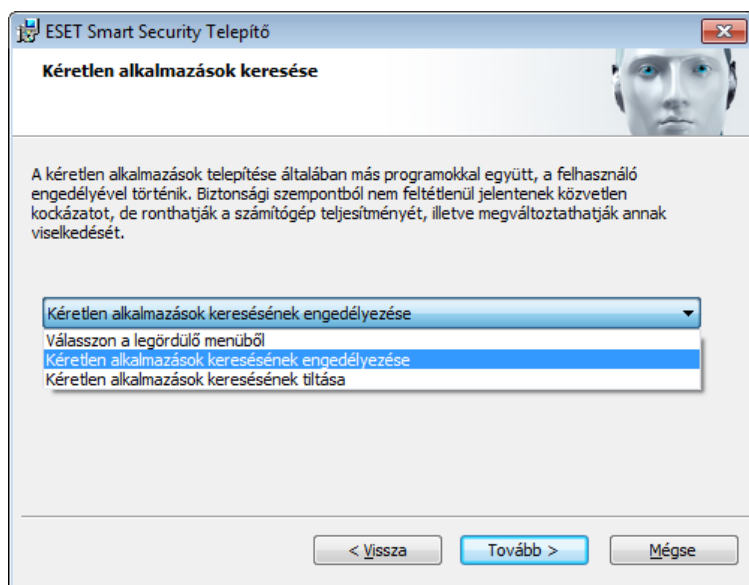 ESET Smart Security Telepítő
Kéretlen alkalmazások keresése
A kéretlen alkalmazások telepítése általában más programokkal együtt, a felhasználó
engedélyével történik. Biztonsági szempontból nem feltétlenül jelentenek közvetlen
kockázatot, de ronthatják a számítógép teljesítményét, illetve megváltoztathatják annak
viselkedését.
Kéretlen alkalmazások keresésének engedélyezése
Válasszon a legördülő menüből
Kéretlen alkalmazások keresésének engedélyezése
Kéretlen alkalmazások keresésének tiltása
< Vissza
Tovább >
Mégse